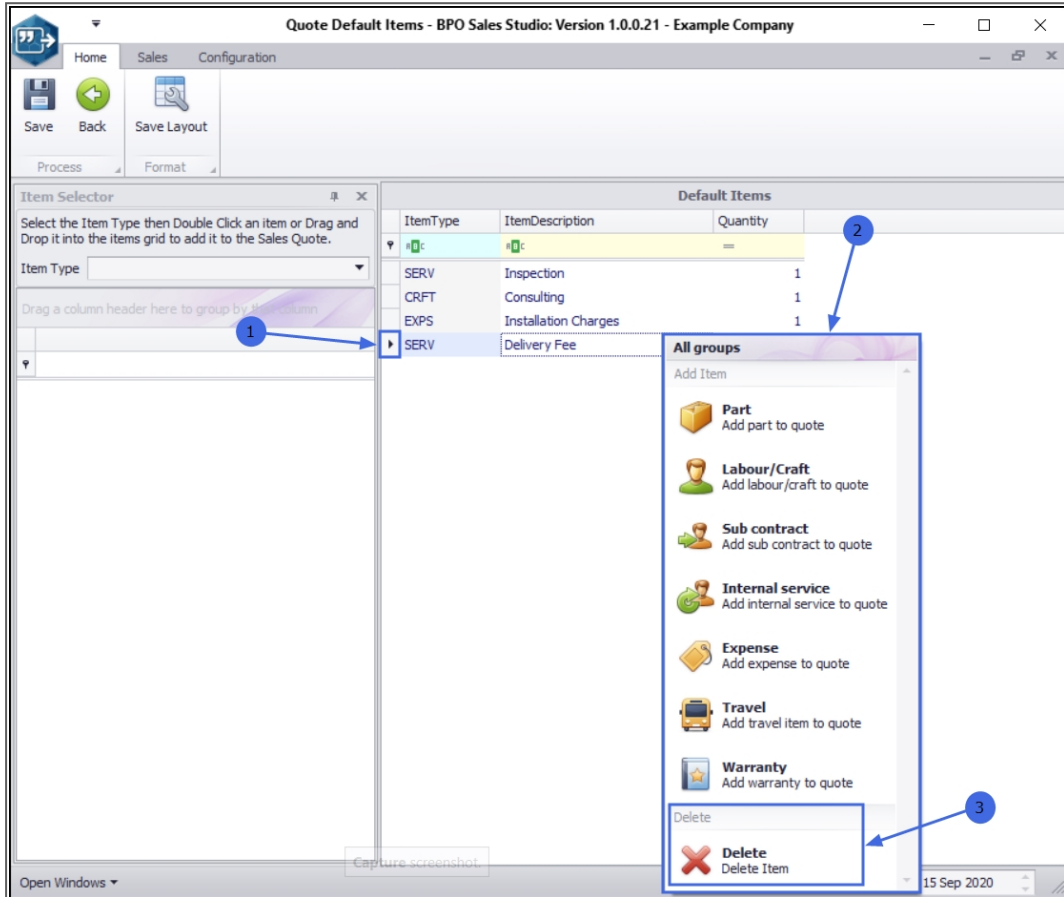 Quote Default Items - BPO Sales Studio: Version 1.0.0.21 - Example Company
Home Sales Configuration
Save Back Save Layout
Process Format
Item Selector
Select the Item Type then Double Click an item or Drag and
Drop it into the items grid to add it to the Sales Quote.
Item Type
Drag a column header here to group by that column
Default Items
ItemType ItemDescription Quantity
=
SERV Inspection 1
CRFT Consulting 1
EXPS Installation Charges 1
SERV Delivery Fee
1
2
All groups
Add Item
Part
Add part to quote
Labour/Craft
Add labour/craft to quote
Sub contract
Add sub contract to quote
Internal service
Add internal service to quote
Expense
Add expense to quote
Travel
Add travel item to quote
Warranty
Add warranty to quote
3
Delete
Delete
Delete Item
Capture screenshot.
Open Windows
15 Sep 2020